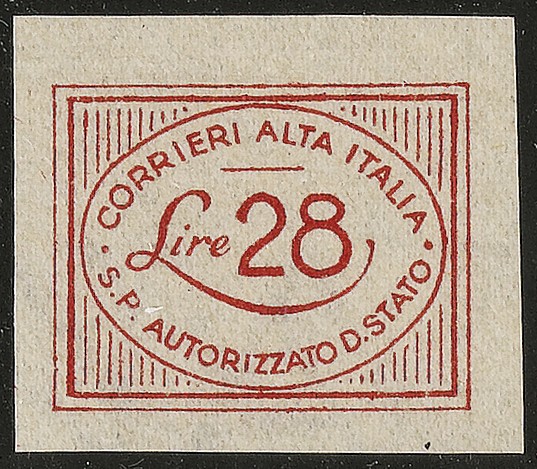 CORRIERI ALTA ITALIA
Lire 28
· S.P. AUTORIZZATO D. STATO ·